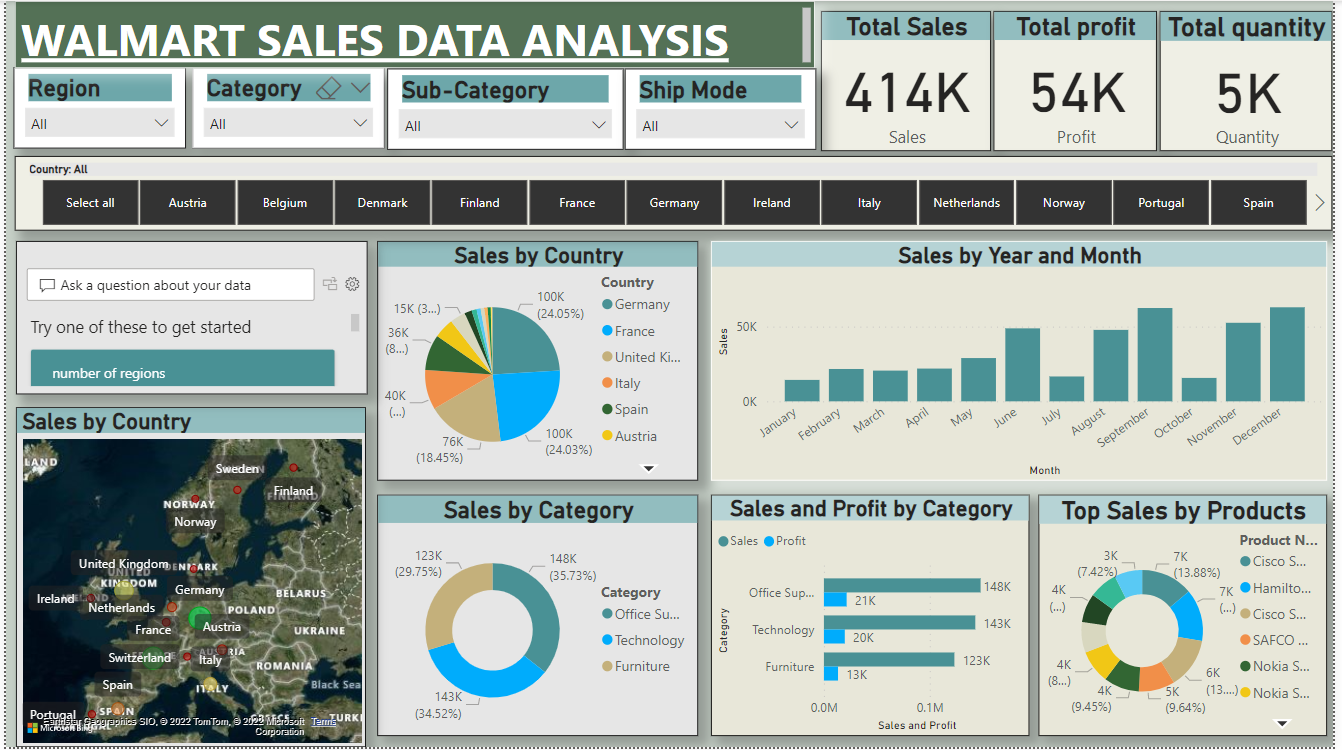 WALMART SALES DATA ANALYSIS
Total Sales
414K
Sales
Total profit
54K
Profit
Total quantity
5K
Quantity
Region
All
Category
All
Sub-Category
All
Ship Mode
All
Country: All
Select all
Austria
Belgium
Denmark
Finland
France
Germany
Ireland
Italy
Netherlands
Norway
Portugal
Spain
Ask a question about your data
Try one of these to get started
number of regions
Sales by Country
100K
(24.05%)
100K
(24.03%)
76K
(18.45%)
40K
(...)
36K
(8...)
15K (3...)
Country
Germany
France
United Ki...
Italy
Spain
Austria
Sales by Year and Month
Sales
50K
0K
January
February
March
April
May
June
July
August
September
October
November
December
Month
Sales by Country
LAND
Sweden
Finland
FINLAND
NORWAY
Norway
United Kingdom
UNITED
KINGDOM
DENMARK
Ireland
Netherlands
Germany
BELARUS
POLAND
France
Austria
UKRAINE
Switzerland
Italy
ROMANIA
Spain
ITALY
Black Sea
Portugal
SPAIN
© 2022 TomTom, © 2022 Microsoft
Corporation
Terms
Microsoft Bing
Sales by Category
148K
(35.73%)
143K
(34.52%)
123K
(29.75%)
Category
Office Su...
Technology
Furniture
Sales and Profit by Category
Sales
Profit
Category
Office Sup...
148K
21K
Technology
143K
20K
Furniture
123K
13K
0.0M
0.1M
Sales and Profit
Top Sales by Products
7K
(13.88%)
7K
(...)
6K
(13....)
5K
(9.64%)
4K
(9.45%)
4K
(8...)
4K
(...)
3K
(7.42%)
Product N...
Cisco S...
Hamilto...
Cisco S...
SAFCO ...
Nokia S...
Nokia S...